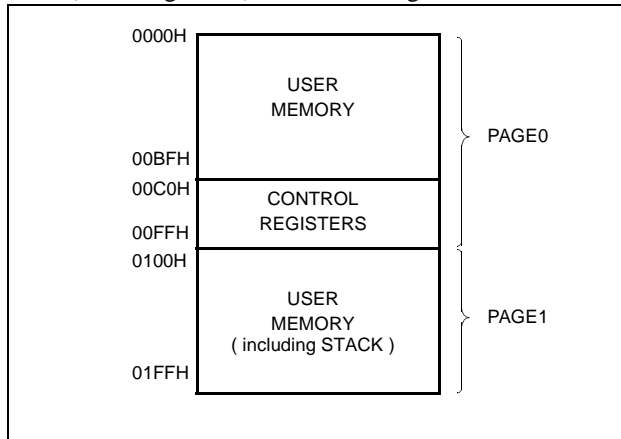 0000H
USER
MEMORY
PAGE0
00BFH
00C0H
CONTROL
REGISTERS
00FFH
0100H
USER
MEMORY
( including STACK )
PAGE1
01FFH